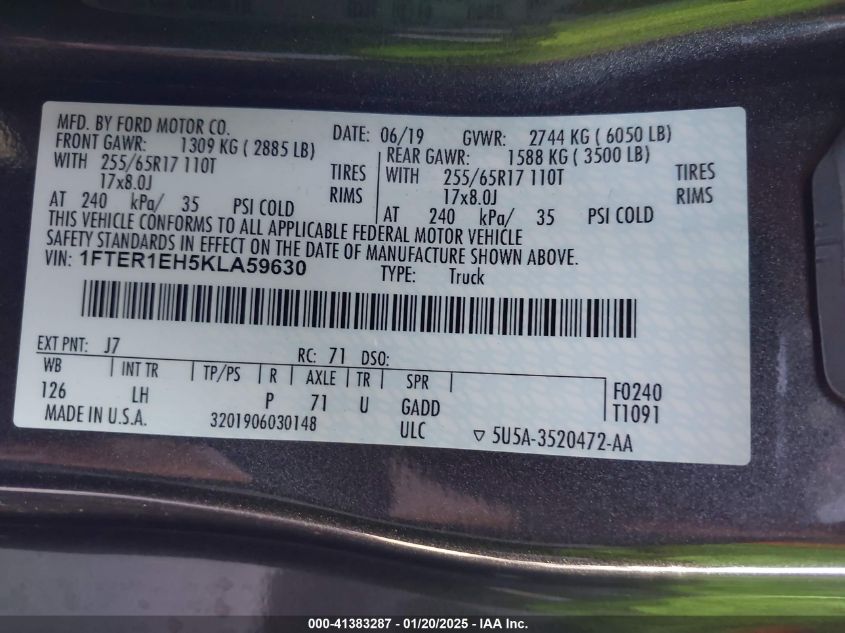 MFD. BY FORD MOTOR CO.
DATE: 06/19 GVWR: 2744 KG ( 6050 LB)
FRONT GAWR: 1309 KG ( 2885 LB)
WITH 255/65R17 110T TIRES
17x8.0J RIMS
AT 240 kPa/ 35 PSI COLD
REAR GAWR: 1588 KG ( 3500 LB)
WITH 255/65R17 110T TIRES
17x8.0J RIMS
AT 240 kPa/ 35 PSI COLD
THIS VEHICLE CONFORMS TO ALL APPLICABLE FEDERAL MOTOR VEHICLE
SAFETY STANDARDS IN EFFECT ON THE DATE OF MANUFACTURE SHOWN ABOVE.
VIN: 1FTER1EH5KLA59630 TYPE: Truck
EXT PNT: J7 RC: 71 DSO:
WB INT TR TP/PS R AXLE TR SPR
126 LH P 71 U GADD
F0240
T1091
MADE IN U.S.A. 3201906030148 ULC ▽ 5U5A-3520472-AA
000-41383287 - 01/20/2025 - IAA Inc.